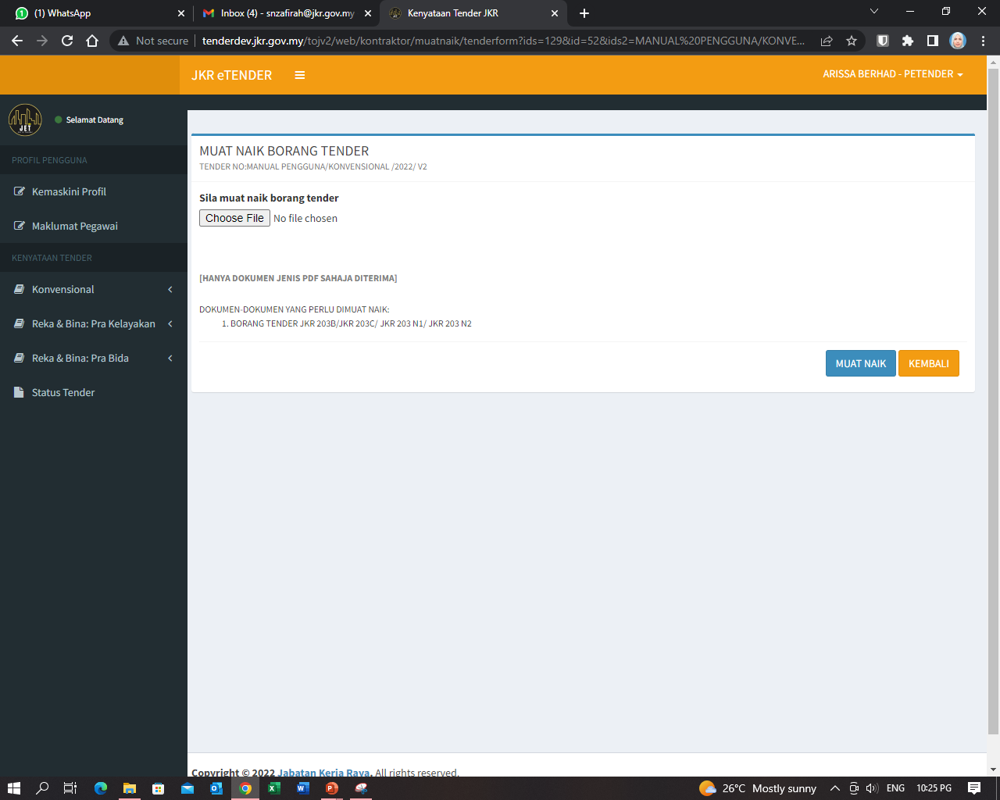 (1) WhatsApp
Inbox (4) - snzafirah@jkr.gov.my
Kenyataan Tender JKR
Not secure
tenderdev.jkr.gov.my/tojv2/web/kontraktor/muatnaik/tenderform?ids=129&id=52&ids2=MANUAL%20PENGGUNA/KONVE...
JKR eTENDER
ARISSA BERHAD - PETENDER
JET
Selamat Datang
PROFIL PENGGUNA
Kemaskini Profil
Maklumat Pegawai
KENYATAAN TENDER
Konvensional
Reka & Bina: Pra Kelayakan
Reka & Bina: Pra Bida
Status Tender
MUAT NAIK BORANG TENDER
TENDER NO:MANUAL PENGGUNA/KONVENSIONAL /2022/ V2
Sila muat naik borang tender
Choose File No file chosen
[HANYA DOKUMEN JENIS PDF SAHAJA DITERIMA]
DOKUMEN-DOKUMEN YANG PERLU DIMUAT NAIK:
1. BORANG TENDER JKR 203B/JKR 203C/ JKR 203 N1/ JKR 203 N2
MUAT NAIK
KEMBALI
Copyright © 2022 Jabatan Kerja Raya. All rights reserved.
26°C Mostly sunny
ENG
10:25 PG